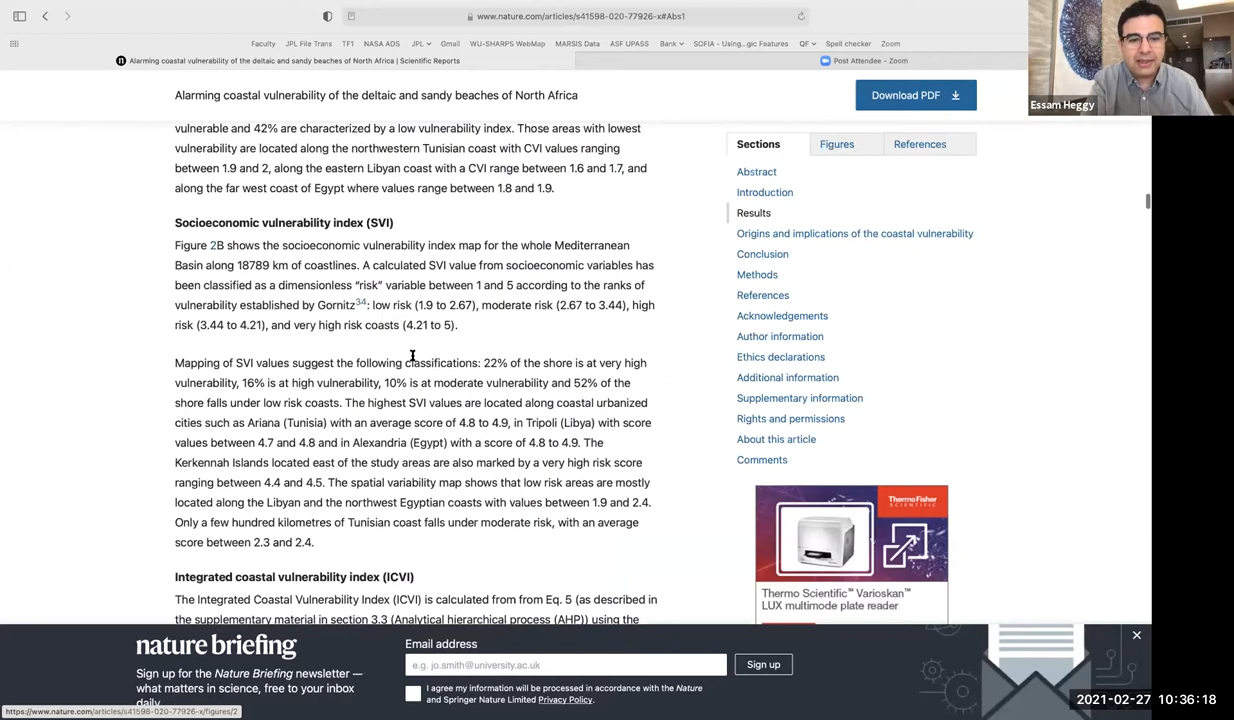 www.nature.com/articles/s41598-020-77926-x#Abs1
Faculty JPL File Trans TF1 NASA ADS JPL Gmail WU-SHARPS WebMap MARSIS Data ASF UPASS Bank SOFIA - Using...gic Features QF Spell checker Zoom
Alarming coastal vulnerability of the deltaic and sandy beaches of North Africa | Scientific Reports
Post Attendee - Zoom
Essam Heggy
Alarming coastal vulnerability of the deltaic and sandy beaches of North Africa
Download PDF
vulnerable and 42% are characterized by a low vulnerability index. Those areas with lowest
vulnerability are located along the northwestern Tunisian coast with CVI values ranging
between 1.9 and 2, along the eastern Libyan coast with a CVI range between 1.6 and 1.7, and
along the far west coast of Egypt where values range between 1.8 and 1.9.
Socioeconomic vulnerability index (SVI)
Figure 2B shows the socioeconomic vulnerability index map for the whole Mediterranean
Basin along 18789 km of coastlines. A calculated SVI value from socioeconomic variables has
been classified as a dimensionless “risk” variable between 1 and 5 according to the ranks of
vulnerability established by Gornitz34: low risk (1.9 to 2.67), moderate risk (2.67 to 3.44), high
risk (3.44 to 4.21), and very high risk coasts (4.21 to 5).
Mapping of SVI values suggest the following classifications: 22% of the shore is at very high
vulnerability, 16% is at high vulnerability, 10% is at moderate vulnerability and 52% of the
shore falls under low risk coasts. The highest SVI values are located along coastal urbanized
cities such as Ariana (Tunisia) with an average score of 4.8 to 4.9, in Tripoli (Libya) with score
values between 4.7 and 4.8 and in Alexandria (Egypt) with a score of 4.8 to 4.9. The
Kerkennah Islands located east of the study areas are also marked by a very high risk score
ranging between 4.4 and 4.5. The spatial variability map shows that low risk areas are mostly
located along the Libyan and the northwest Egyptian coasts with values between 1.9 and 2.4.
Only a few hundred kilometres of Tunisian coast falls under moderate risk, with an average
score between 2.3 and 2.4.
Integrated coastal vulnerability index (ICVI)
The Integrated Coastal Vulnerability Index (ICVI) is calculated from from Eq. 5 (as described in
the supplementary material in section 3.3 (Analytical hierarchical process (AHP)) using the
Sections Figures References
Abstract
Introduction
Results
Origins and implications of the coastal vulnerability
Conclusion
Methods
References
Acknowledgements
Author information
Ethics declarations
Additional information
Supplementary information
Rights and permissions
About this article
Comments
ThermoFisher
SCIENTIFIC
Thermo Scientific™ Varioskan™
LUX multimode plate reader
nature briefing
Sign up for the Nature Briefing newsletter —
what matters in science, free to your inbox
daily.
Email address
e.g. jo.smith@university.ac.uk
Sign up
I agree my information will be processed in accordance with the Nature
and Springer Nature Limited Privacy Policy.
https://www.nature.com/articles/s41598-020-77926-x/figures/2
2021-02-27 10:36:18